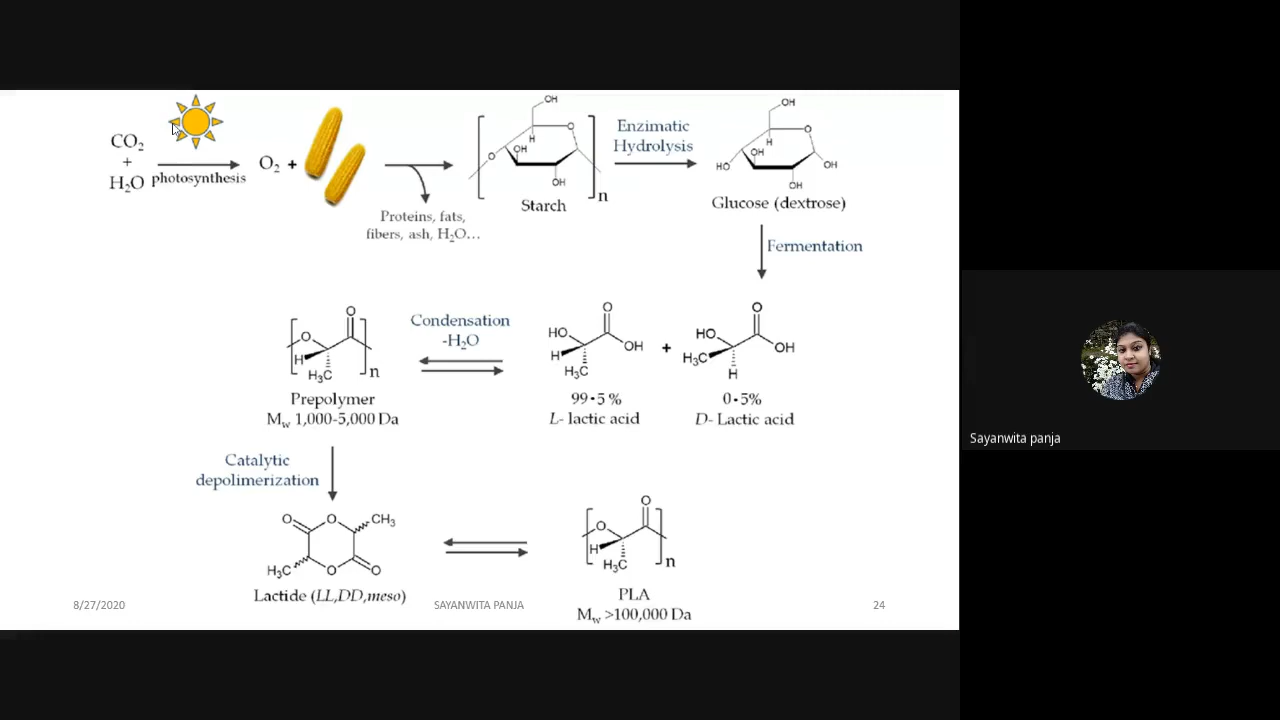 CO₂
+
H₂O
photosynthesis
O₂ +
Proteins, fats,
fibers, ash, H₂O...
OH
O
H
OH
O
OH
n
Starch
Enzimatic
Hydrolysis
OH
O
H
OH
HO
OH
OH
Glucose (dextrose)
Fermentation
O
O
H
H₃C
n
Prepolymer
M_w 1,000-5,000 Da
Condensation
-H₂O
O
HO
OH
H
H₃C
99·5 %
L- lactic acid
+
O
HO
OH
H₃C
H
0·5%
D- Lactic acid
Catalytic
depolimerization
O
O
CH₃
H₃C
O
O
Lactide (LL,DD,meso)
O
O
H
H₃C
n
PLA
M_w >100,000 Da
8/27/2020
SAYANWITA PANJA
24
Sayanwita panja